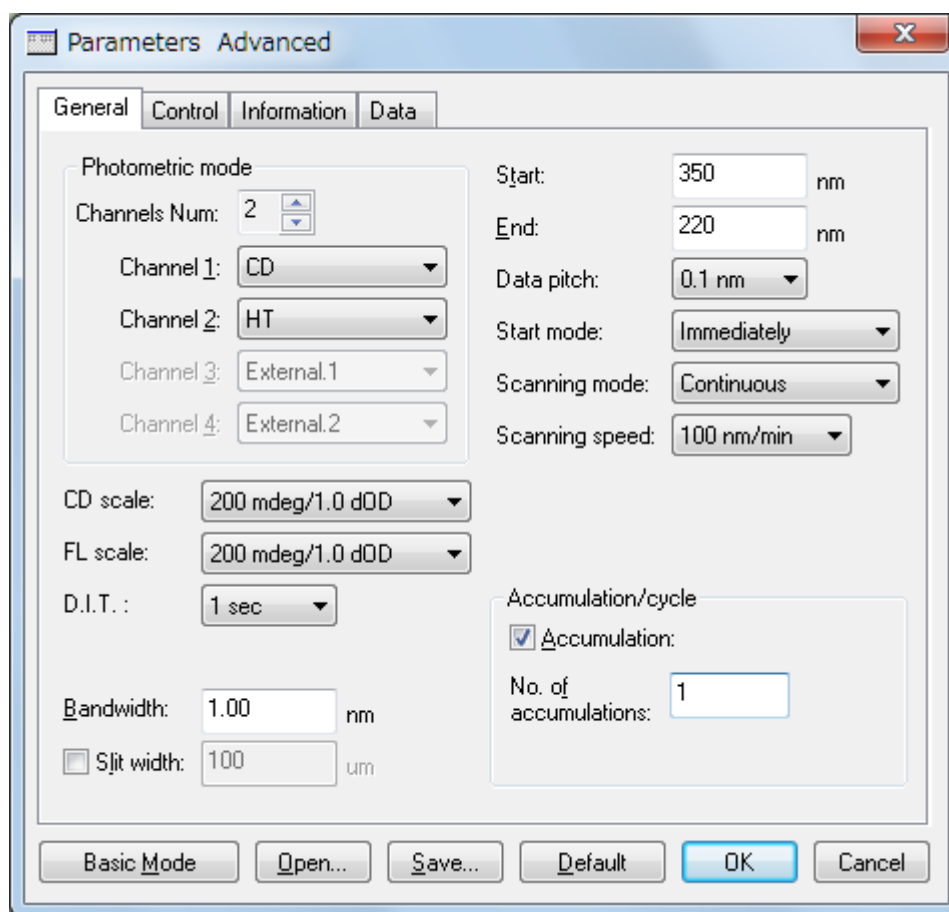 Parameters Advanced
General Control Information Data
Photometric mode
Channels Num: 2
Channel 1: CD
Channel 2: HT
Channel 3: External.1
Channel 4: External.2
CD scale: 200 mdeg/1.0 dOD
FL scale: 200 mdeg/1.0 dOD
D.I.T. : 1 sec
Bandwidth: 1.00 nm
Slit width: 100 um
Start: 350 nm
End: 220 nm
Data pitch: 0.1 nm
Start mode: Immediately
Scanning mode: Continuous
Scanning speed: 100 nm/min
Accumulation/cycle
Accumulation:
No. of
accumulations: 1
Basic Mode Open... Save... Default OK Cancel